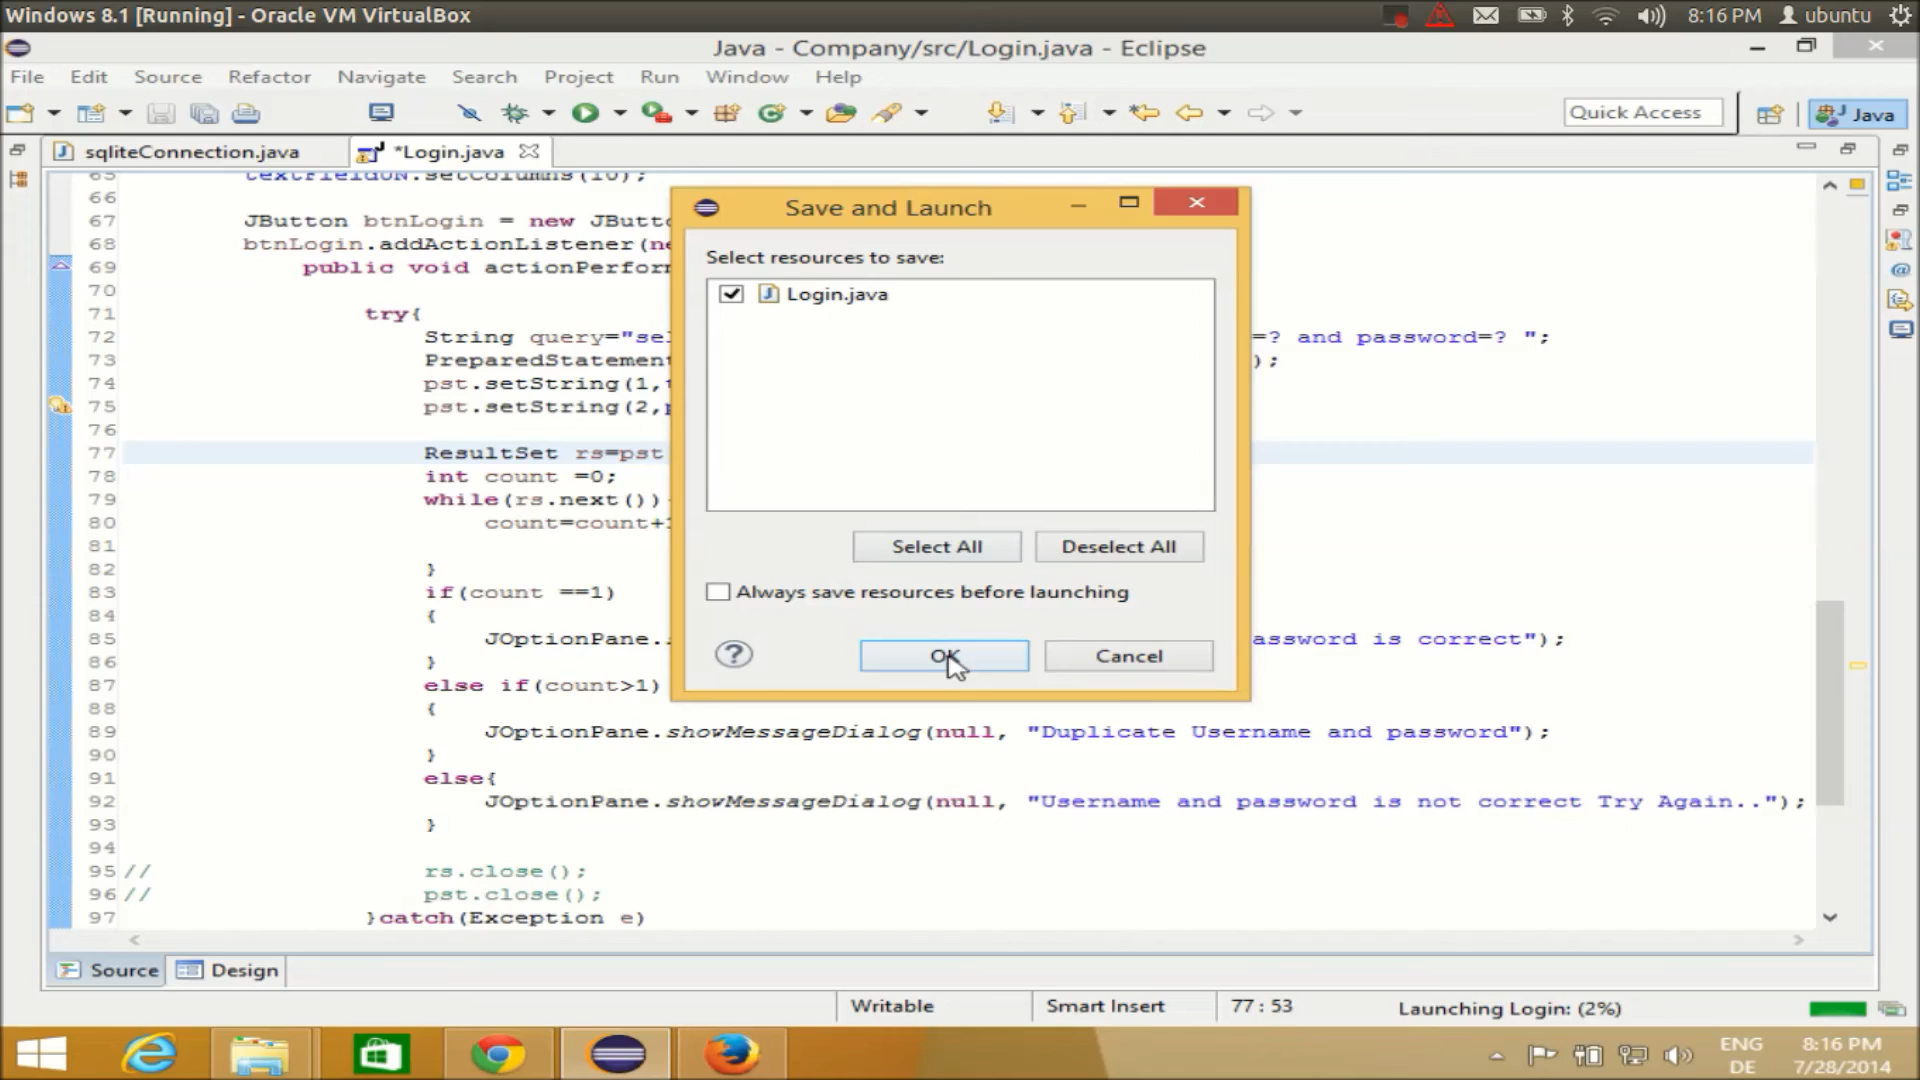 Windows 8.1 [Running] - Oracle VM VirtualBox
8:16 PM
ubuntu
Java - Company/src/Login.java - Eclipse
File Edit Source Refactor Navigate Search Project Run Window Help
Quick Access
Java
sqliteConnection.java
*Login.java
65 textFieldUN.setColumns(10);
66
67 JButton btnLogin = new JButto
68 btnLogin.addActionListener(ne
69 public void actionPerform
70
71 try{
72 String query="sel =? and password=? ";
73 PreparedStatement );
74 pst.setString(1,t
75 pst.setString(2,p
76
77 ResultSet rs=pst
78 int count =0;
79 while(rs.next())
80 count=count+1
81
82 }
83 if(count ==1)
84 {
85 JOptionPane. assword is correct");
86 }
87 else if(count>1)
88 {
89 JOptionPane.showMessageDialog(null, "Duplicate Username and password");
90 }
91 else{
92 JOptionPane.showMessageDialog(null, "Username and password is not correct Try Again..");
93 }
94
95 // rs.close();
96 // pst.close();
97 }catch(Exception e)
Save and Launch
Select resources to save:
Login.java
Select All
Deselect All
Always save resources before launching
OK
Cancel
Source
Design
Writable
Smart Insert
77 : 53
Launching Login: (2%)
ENG
DE
8:16 PM
7/28/2014